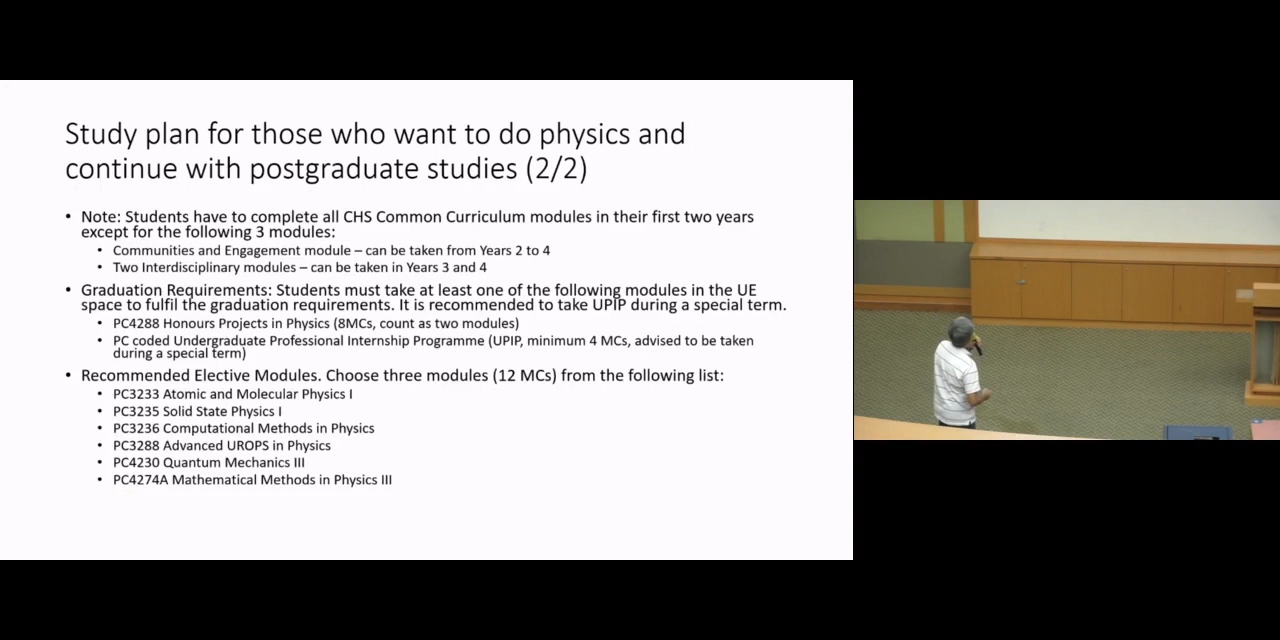 Study plan for those who want to do physics and
continue with postgraduate studies (2/2)
• Note: Students have to complete all CHS Common Curriculum modules in their first two years
except for the following 3 modules:
• Communities and Engagement module – can be taken from Years 2 to 4
• Two Interdisciplinary modules – can be taken in Years 3 and 4
• Graduation Requirements: Students must take at least one of the following modules in the UE
space to fulfil the graduation requirements. It is recommended to take UPIP during a special term.
• PC4288 Honours Projects in Physics (8MCs, count as two modules)
• PC coded Undergraduate Professional Internship Programme (UPIP, minimum 4 MCs, advised to be taken
during a special term)
• Recommended Elective Modules. Choose three modules (12 MCs) from the following list:
• PC3233 Atomic and Molecular Physics I
• PC3235 Solid State Physics I
• PC3236 Computational Methods in Physics
• PC3288 Advanced UROPS in Physics
• PC4230 Quantum Mechanics III
• PC4274A Mathematical Methods in Physics III